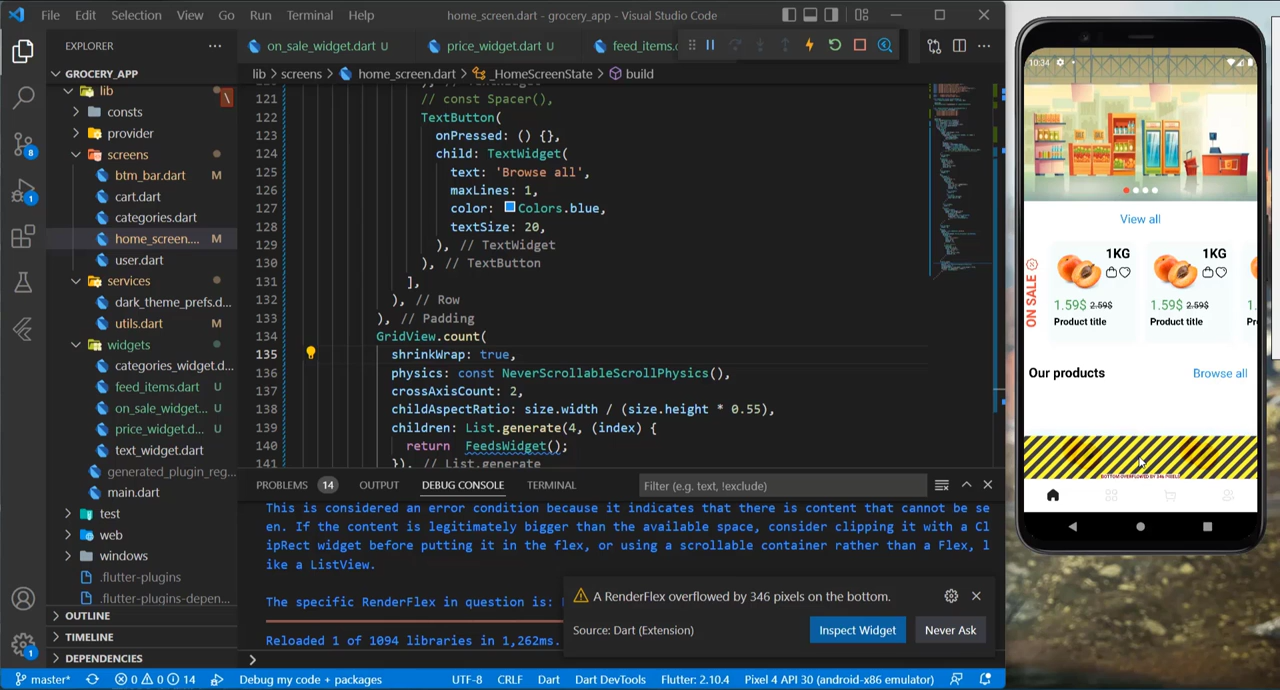 File Edit Selection View Go Run Terminal Help
home_screen.dart - grocery_app - Visual Studio Code
EXPLORER
GROCERY_APP
lib
consts
provider
screens
btm_bar.dart M
cart.dart
categories.dart
home_screen.... M
user.dart
services
dark_theme_prefs.d...
utils.dart M
widgets
categories_widget.d...
feed_items.dart U
on_sale_widget... U
price_widget.d... U
text_widget.dart
generated_plugin_reg...
main.dart
test
web
windows
.flutter-plugins
.flutter-plugins-depen...
OUTLINE
TIMELINE
DEPENDENCIES
8
1
1
on_sale_widget.dart U
price_widget.dart U
feed_items.c
lib > screens > home_screen.dart > _HomeScreenState > build
121 // const Spacer(),
122 TextButton(
123 onPressed: () {},
124 child: TextWidget(
125 text: 'Browse all',
126 maxLines: 1,
127 color: Colors.blue,
128 textSize: 20,
129 ), // TextWidget
130 ), // TextButton
131 ],
132 ), // Row
133 ), // Padding
134 GridView.count(
135 shrinkWrap: true,
136 physics: const NeverScrollableScrollPhysics(),
137 crossAxisCount: 2,
138 childAspectRatio: size.width / (size.height * 0.55),
139 children: List.generate(4, (index) {
140 return FeedsWidget();
141 }), // List.generate
PROBLEMS 14 OUTPUT DEBUG CONSOLE TERMINAL
Filter (e.g. text, !exclude)
This is considered an error condition because it indicates that there is content that cannot be se
en. If the content is legitimately bigger than the available space, consider clipping it with a Cl
ipRect widget before putting it in the flex, or using a scrollable container rather than a Flex, l
ike a ListView.
The specific RenderFlex in question is:
Reloaded 1 of 1094 libraries in 1,262ms.
A RenderFlex overflowed by 346 pixels on the bottom.
Source: Dart (Extension)
Inspect Widget
Never Ask
master* 0 0 14 Debug my code + packages UTF-8 CRLF Dart Dart DevTools Flutter: 2.10.4 Pixel 4 API 30 (android-x86 emulator)
10:34
View all
ON SALE
1KG
1.59$ 2.59$
Product title
1KG
1.59$ 2.59$
Product title
Our products
Browse all
BOTTOM OVERFLOWED BY 346 PIXELS